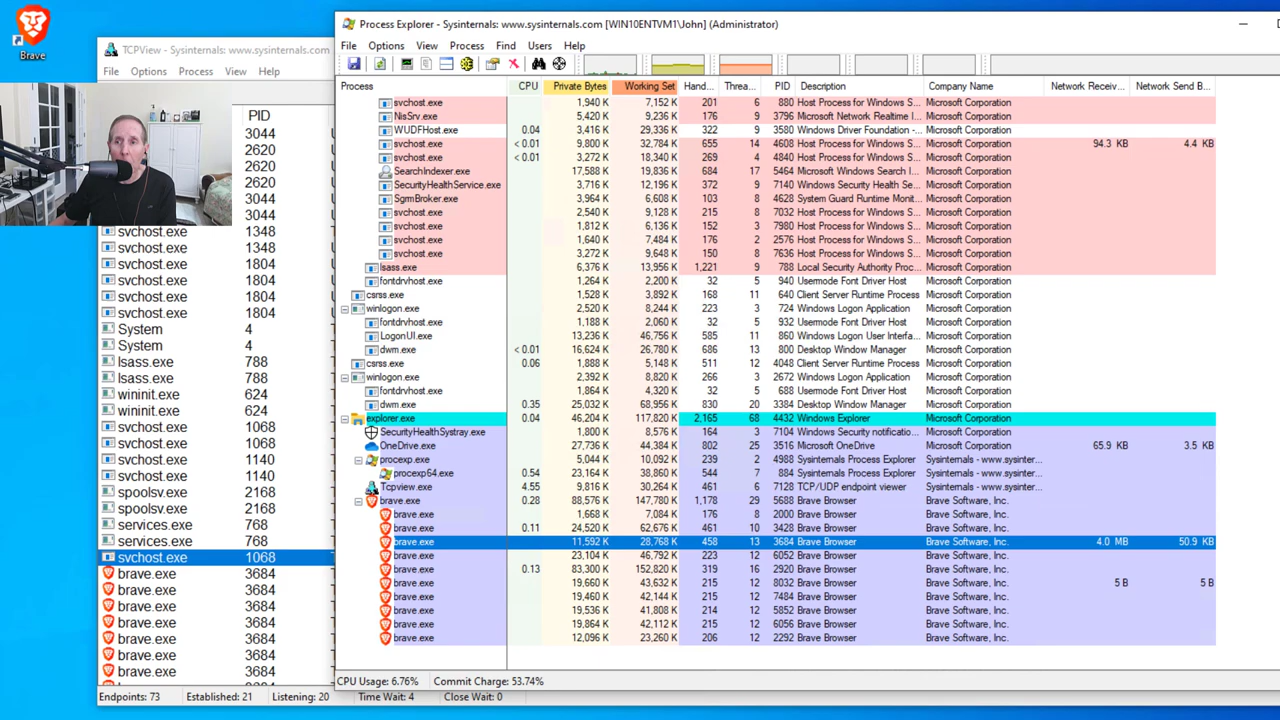 Brave
TCPView - Sysinternals: www.sysinternals.com
File Options Process View Help
PID
3044
2620
2620
2620
3044
3044
svchost.exe 1348
svchost.exe 1348
svchost.exe 1804
svchost.exe 1804
svchost.exe 1804
svchost.exe 1804
System 4
System 4
lsass.exe 788
lsass.exe 788
wininit.exe 624
wininit.exe 624
svchost.exe 1068
svchost.exe 1068
svchost.exe 1140
svchost.exe 1140
spoolsv.exe 2168
spoolsv.exe 2168
services.exe 768
services.exe 768
svchost.exe 1068
brave.exe 3684
brave.exe 3684
brave.exe 3684
brave.exe 3684
brave.exe 3684
brave.exe 3684
brave.exe 3684
Endpoints: 73 Established: 21 Listening: 20 Time Wait: 4 Close Wait: 0
Process Explorer - Sysinternals: www.sysinternals.com [WIN10ENTVM1\John] (Administrator)
File Options View Process Find Users Help
Process CPU Private Bytes Working Set Hand... Threa... PID Description Company Name Network Receiv... Network Send B...
svchost.exe 1,940 K 7,152 K 201 6 880 Host Process for Windows S... Microsoft Corporation
NisSrv.exe 5,420 K 9,236 K 176 9 3796 Microsoft Network Realtime I... Microsoft Corporation
WUDFHost.exe 0.04 3,416 K 29,336 K 322 9 3580 Windows Driver Foundation -... Microsoft Corporation
svchost.exe < 0.01 9,800 K 32,784 K 655 14 4608 Host Process for Windows S... Microsoft Corporation 94.3 KB 4.4 KB
svchost.exe < 0.01 3,272 K 18,340 K 269 4 4840 Host Process for Windows S... Microsoft Corporation
SearchIndexer.exe 17,588 K 19,836 K 684 17 5464 Microsoft Windows Search I... Microsoft Corporation
SecurityHealthService.exe 3,716 K 12,196 K 372 9 7140 Windows Security Health Se... Microsoft Corporation
SgrmBroker.exe 3,964 K 6,608 K 103 8 4628 System Guard Runtime Monit... Microsoft Corporation
svchost.exe 2,540 K 9,128 K 215 8 7032 Host Process for Windows S... Microsoft Corporation
svchost.exe 1,812 K 6,136 K 152 3 7980 Host Process for Windows S... Microsoft Corporation
svchost.exe 1,640 K 7,484 K 176 2 2576 Host Process for Windows S... Microsoft Corporation
svchost.exe 3,272 K 9,648 K 150 8 7636 Host Process for Windows S... Microsoft Corporation
lsass.exe 6,376 K 13,956 K 1,221 9 788 Local Security Authority Proc... Microsoft Corporation
fontdrvhost.exe 1,264 K 2,200 K 32 5 940 Usermode Font Driver Host Microsoft Corporation
csrss.exe 1,528 K 3,892 K 168 11 640 Client Server Runtime Process Microsoft Corporation
winlogon.exe 2,520 K 8,244 K 223 3 724 Windows Logon Application Microsoft Corporation
fontdrvhost.exe 1,188 K 2,060 K 32 5 932 Usermode Font Driver Host Microsoft Corporation
LogonUI.exe 13,236 K 46,756 K 585 11 860 Windows Logon User Interfa... Microsoft Corporation
dwm.exe < 0.01 16,624 K 26,780 K 686 13 800 Desktop Window Manager Microsoft Corporation
csrss.exe 0.06 1,888 K 5,148 K 511 12 2120 Client Server Runtime Process Microsoft Corporation
winlogon.exe 2,392 K 8,820 K 266 3 2672 Windows Logon Application Microsoft Corporation
fontdrvhost.exe 1,864 K 4,320 K 32 5 688 Usermode Font Driver Host Microsoft Corporation
dwm.exe 0.35 25,032 K 68,956 K 830 20 3384 Desktop Window Manager Microsoft Corporation
explorer.exe 0.04 46,204 K 117,820 K 2,165 68 4432 Windows Explorer Microsoft Corporation
SecurityHealthSystray.exe 1,800 K 8,576 K 164 3 7104 Windows Security notificatio... Microsoft Corporation
OneDrive.exe 27,736 K 44,384 K 802 25 3516 Microsoft OneDrive Microsoft Corporation 65.9 KB 3.5 KB
procexp.exe 5,044 K 10,092 K 239 2 4988 Sysinternals Process Explorer Sysinternals - www.sysinter...
procexp64.exe 0.54 23,164 K 38,860 K 544 7 884 Sysinternals Process Explorer Sysinternals - www.sysinter...
Tcpview.exe 4.55 9,816 K 30,264 K 461 6 7128 TCP/UDP endpoint viewer Sysinternals - www.sysinter...
brave.exe 0.28 88,576 K 147,780 K 1,178 29 5688 Brave Browser Brave Software, Inc.
brave.exe 1,668 K 7,084 K 176 8 2000 Brave Browser Brave Software, Inc.
brave.exe 0.11 24,520 K 62,676 K 461 10 3428 Brave Browser Brave Software, Inc.
brave.exe 11,592 K 28,768 K 458 13 3684 Brave Browser Brave Software, Inc. 4.0 MB 50.9 KB
brave.exe 23,104 K 46,792 K 223 12 6052 Brave Browser Brave Software, Inc.
brave.exe 0.13 83,300 K 152,820 K 319 16 2920 Brave Browser Brave Software, Inc.
brave.exe 19,660 K 43,632 K 215 12 8032 Brave Browser Brave Software, Inc. 5 B 5 B
brave.exe 19,460 K 42,144 K 215 12 7484 Brave Browser Brave Software, Inc.
brave.exe 19,536 K 41,808 K 214 12 5852 Brave Browser Brave Software, Inc.
brave.exe 19,864 K 42,112 K 215 12 6056 Brave Browser Brave Software, Inc.
brave.exe 12,096 K 23,260 K 206 12 2292 Brave Browser Brave Software, Inc.
CPU Usage: 6.76% Commit Charge: 53.74%